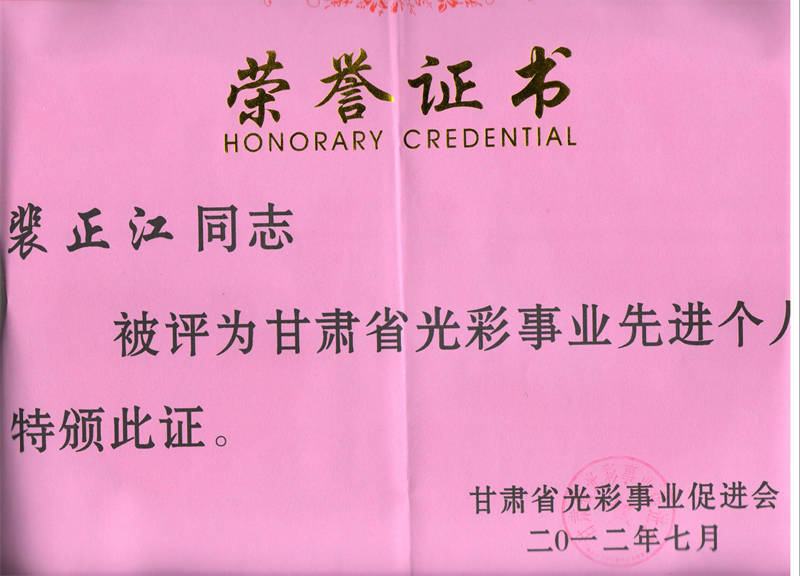 荣誉证书
HONORARY CREDENTIAL
裴正江同志
被评为甘肃省光彩事业先进个人
特颁此证。
甘肃省光彩事业促进会
二0一二年七月